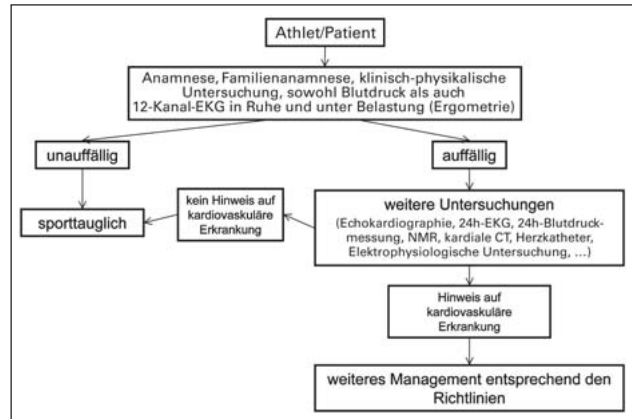 Athlet/Patient
Anamnese, Familienanamnese, klinisch-physikalische
Untersuchung, sowohl Blutdruck als auch
12-Kanal-EKG in Ruhe und unter Belastung (Ergometrie)
unauffällig
auffällig
sporttauglich
kein Hinweis auf
kardiovaskuläre
Erkrankung
weitere Untersuchungen
(Echokardiographie, 24h-EKG, 24h-Blutdruck-
messung, NMR, kardiale CT, Herzkatheter,
Elektrophysiologische Untersuchung, ...)
Hinweis auf
kardiovaskuläre
Erkrankung
weiteres Management entsprechend den
Richtlinien